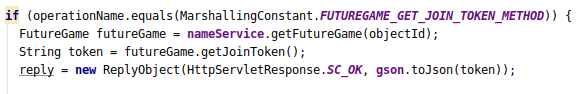 if (operationName.equals(MarshallingConstant.FUTUREGAME_GET_JOIN_TOKEN_METHOD)) {
  FutureGame futureGame = nameService.getFutureGame(objectId);
  String token = futureGame.getJoinToken();
  reply = new ReplyObject(HttpServletResponse.SC_OK, gson.toJson(token));